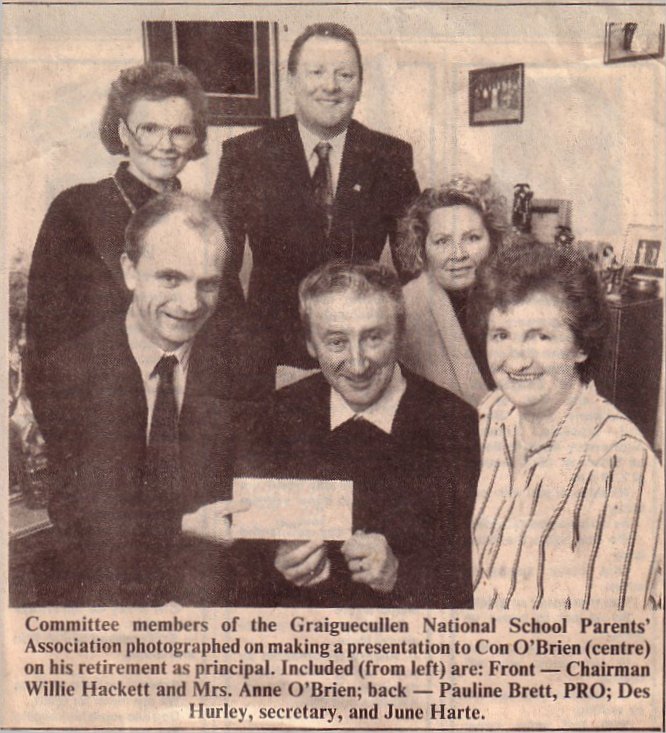 Committee members of the Graiguecullen National School Parents'
Association photographed on making a presentation to Con O'Brien (centre)
on his retirement as principal. Included (from left) are: Front — Chairman
Willie Hackett and Mrs. Anne O'Brien; back — Pauline Brett, PRO; Des
Hurley, secretary, and June Harte.